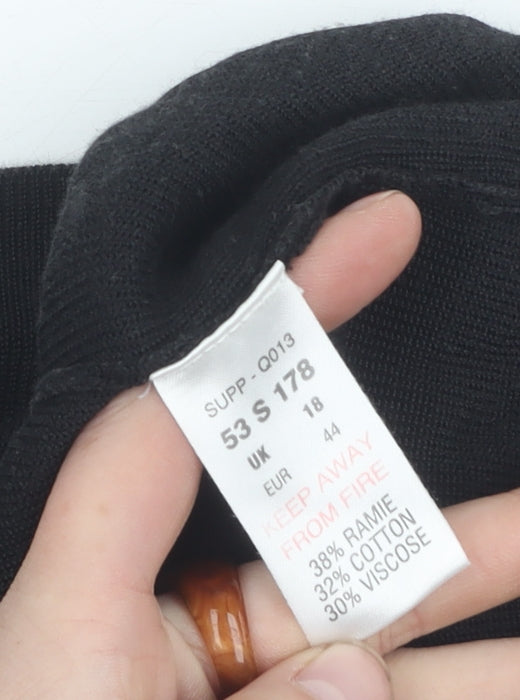 SUPP - Q013
53 S 178
UK 18
EUR 44
KEEP AWAY
FROM FIRE
38% RAMIE
32% COTTON
30% VISCOSE